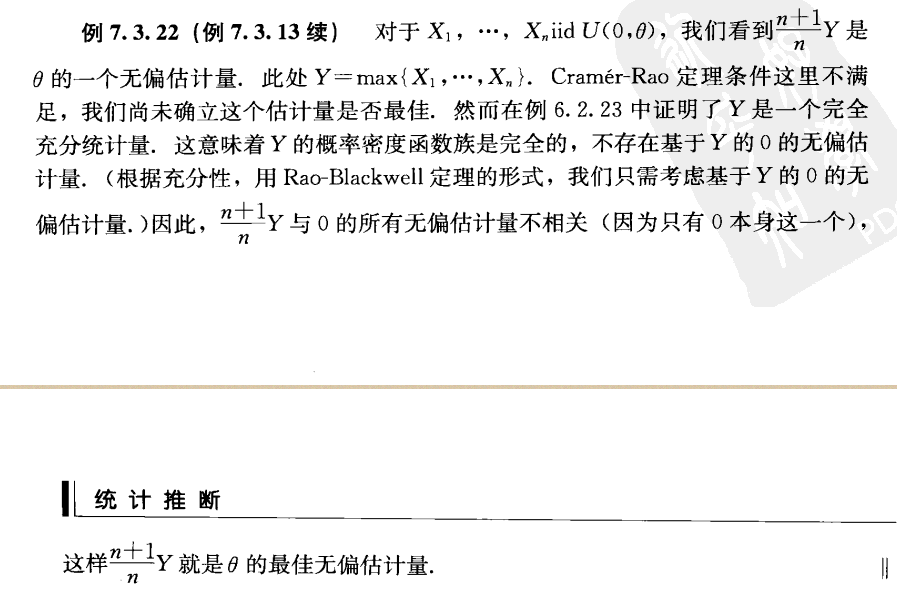 例 7.3.22 (例 7.3.13 续) 对于 X₁, …, Xₙ iid U(0,θ), 我们看到 \frac{n+1}{n}Y 是
θ 的一个无偏估计量. 此处 Y=max{X₁,…,Xₙ}. Cramér-Rao 定理条件这里不满
足, 我们尚未确立这个估计量是否最佳. 然而在例 6.2.23 中证明了 Y 是一个完全
充分统计量. 这意味着 Y 的概率密度函数族是完全的, 不存在基于 Y 的 0 的无偏估
计量. (根据充分性, 用 Rao-Blackwell 定理的形式, 我们只需考虑基于 Y 的 0 的无
偏估计量.) 因此, \frac{n+1}{n}Y 与 0 的所有无偏估计量不相关 (因为只有 0 本身这一个),
统计推断
这样 \frac{n+1}{n}Y 就是 θ 的最佳无偏估计量. ‖